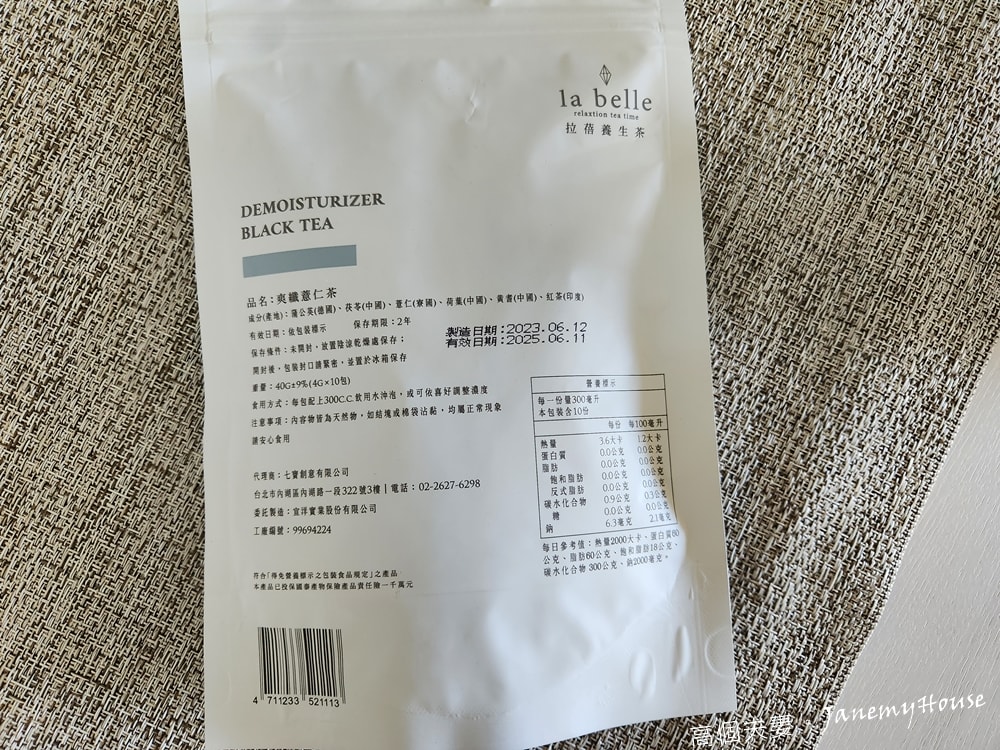 la belle
relaxtion tea time
拉蓓養生茶
DEMOISTURIZER
BLACK TEA
品名：爽纖薏仁茶
成分(產地)：蒲公英(德國)、茯苓(中國)、薏仁(寮國)、荷葉(中國)、黃耆(中國)、紅茶(印度)
有效日期：依包裝標示 保存期限：2年
製造日期：2023.06.12
有效日期：2025.06.11
保存條件：未開封，放置陰涼乾燥處保存；
開封後，包裝封口請緊密，並置於冰箱保存
重量：40G±9%(4G×10包)
食用方式：每包配上300C.C.飲用水沖泡，或可依喜好調整濃度
注意事項：內容物皆為天然物，如結塊或棉袋沾黏，均屬正常現象
請安心食用
代理商：七寶創意有限公司
台北市內湖區內湖路一段322號3樓｜電話：02-2627-6298
委託製造：宜洋實業股份有限公司
工廠編號：99694224
符合「得免營養標示之包裝食品規定」之產品
本產品已投保國泰產物保險產品責任險一千萬元
4 711233 521113
營養標示
每一份量300毫升
本包裝含10份
每份 每100毫升
熱量 3.6大卡 1.2大卡
蛋白質 0.0公克 0.0公克
脂肪 0.0公克 0.0公克
飽和脂肪 0.0公克 0.0公克
反式脂肪 0.0公克 0.0公克
碳水化合物 0.9公克 0.3公克
糖 0.0公克 0.0公克
鈉 6.3毫克 2.1毫克
每日參考值：熱量2000大卡、蛋白質60
公克、脂肪60公克、飽和脂肪18公克、
碳水化合物 300公克、鈉2000毫克。
高個夫妻：JanemyHouse